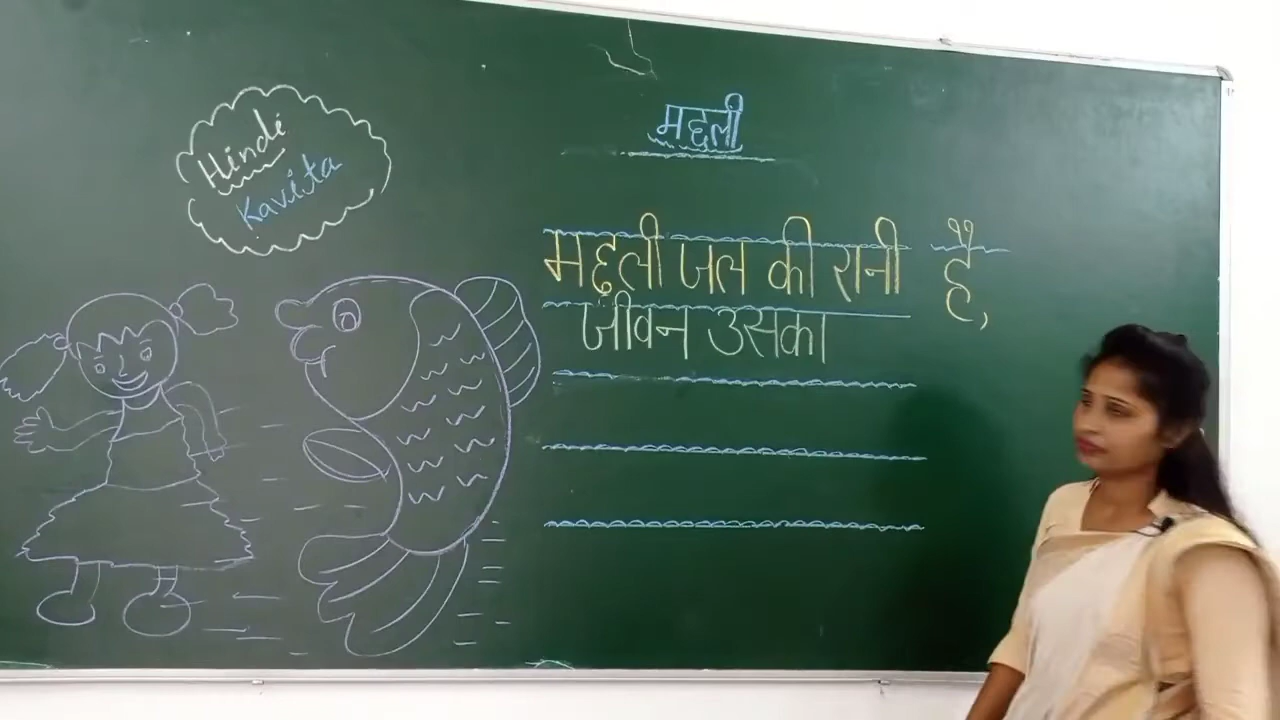 Hindi
Kavita
मछली
मछली जल की रानी है,
जीवन उसका